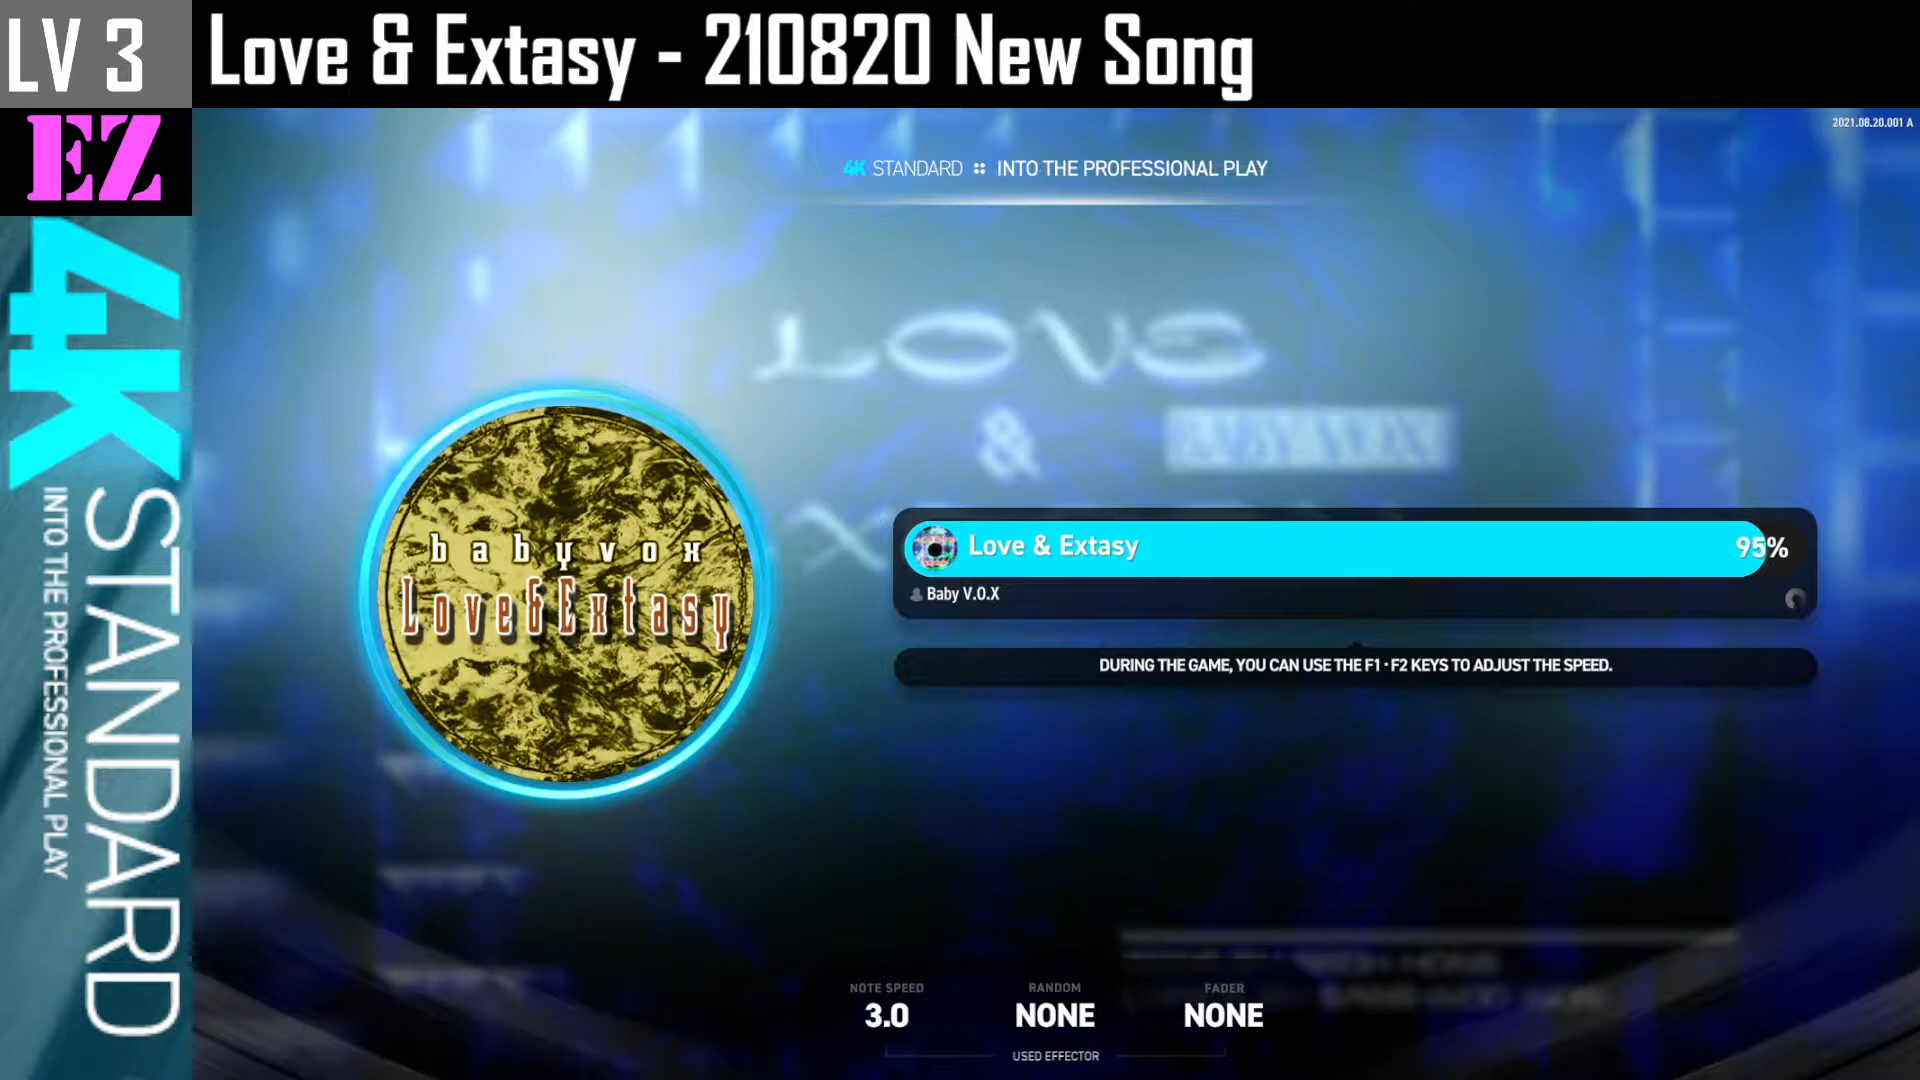 LV 3
Love & Extasy - 210820 New Song
EZ
2021.08.20.001 A
4K STANDARD :: INTO THE PROFESSIONAL PLAY
4K STANDARD
INTO THE PROFESSIONAL PLAY
LOVE
&
BABY VOX
babyvox
Love&Extasy
Love & Extasy
95%
Baby V.O.X
DURING THE GAME, YOU CAN USE THE F1 · F2 KEYS TO ADJUST THE SPEED.
NOTE SPEED
3.0
RANDOM
NONE
FADER
NONE
USED EFFECTOR